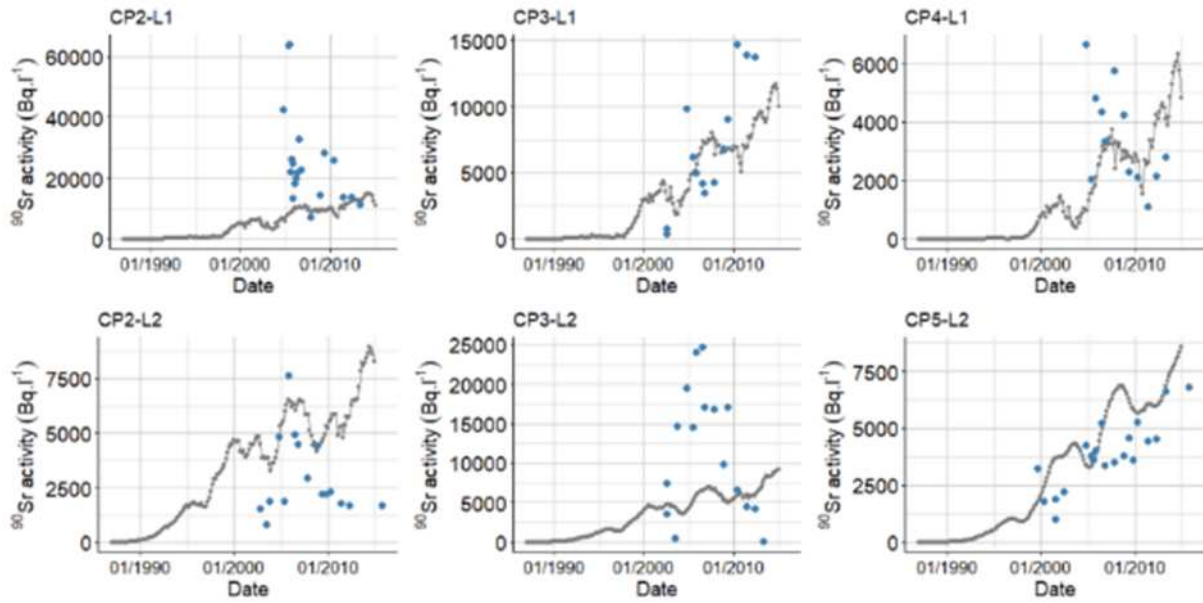 CP2-L1
60000
40000
20000
0
⁹⁰Sr activity (Bq.l⁻¹)
01/1990 01/2000 01/2010
Date
CP3-L1
15000
10000
5000
0
⁹⁰Sr activity (Bq.l⁻¹)
01/1990 01/2000 01/2010
Date
CP4-L1
6000
4000
2000
0
⁹⁰Sr activity (Bq.l⁻¹)
01/1990 01/2000 01/2010
Date
CP2-L2
7500
5000
2500
0
⁹⁰Sr activity (Bq.l⁻¹)
01/1990 01/2000 01/2010
Date
CP3-L2
25000
20000
15000
10000
5000
0
⁹⁰Sr activity (Bq.l⁻¹)
01/1990 01/2000 01/2010
Date
CP5-L2
7500
5000
2500
0
⁹⁰Sr activity (Bq.l⁻¹)
01/1990 01/2000 01/2010
Date